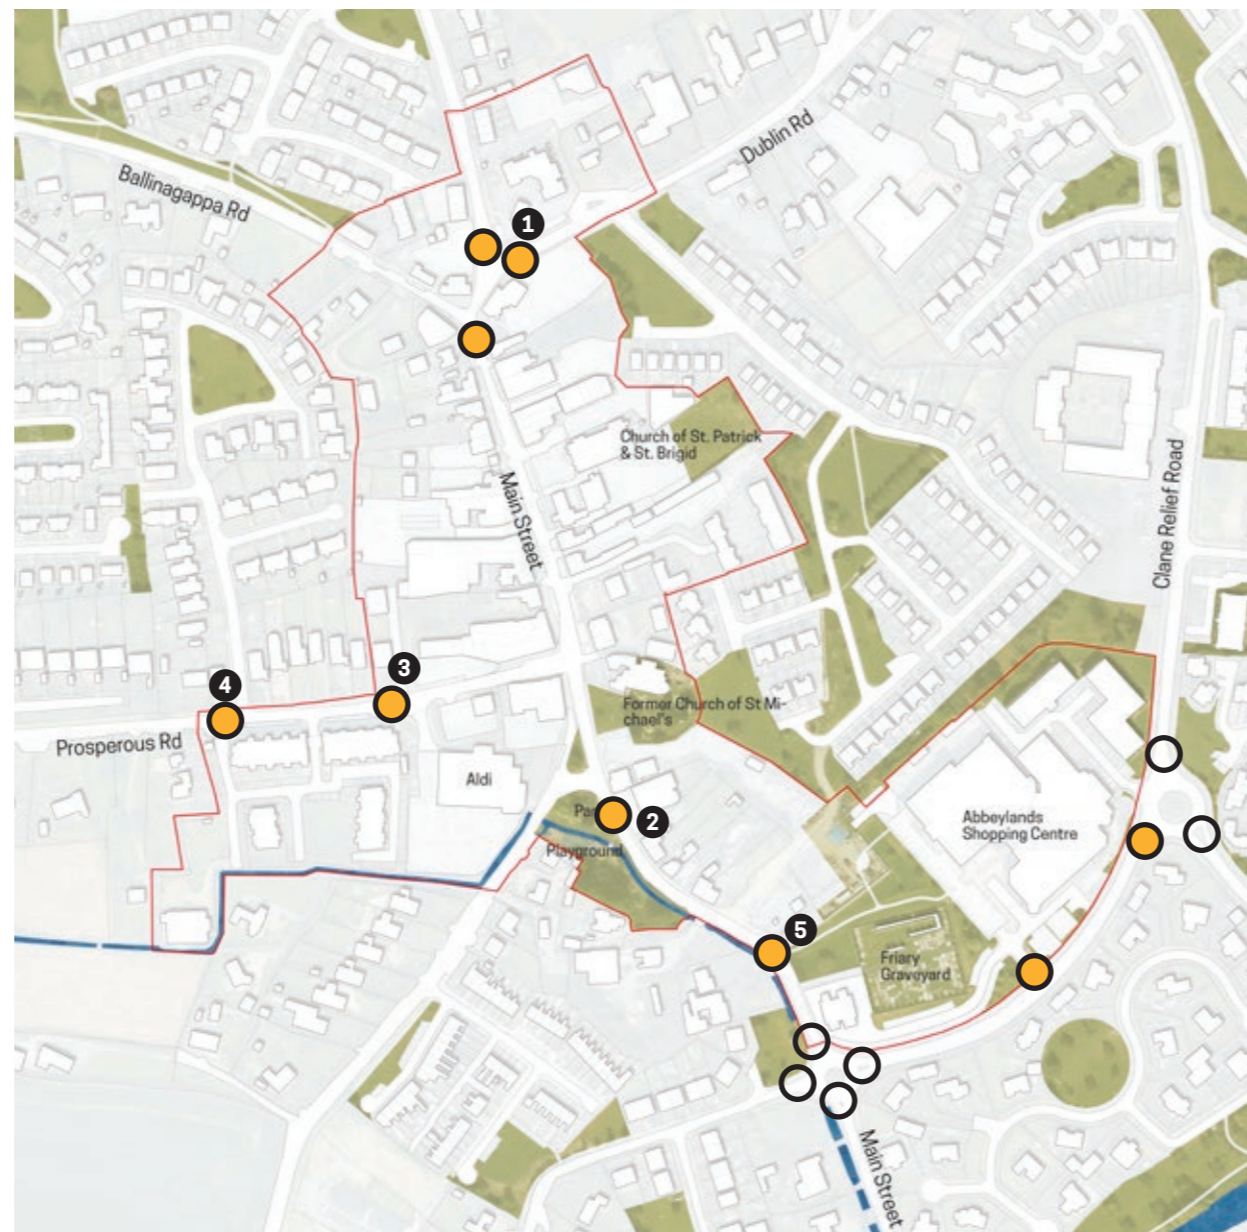 Dublin Rd
Ballinagappa Rd
1
Church of St. Patrick
& St. Brigid
Main Street
Clane Relief Road
3
4
Former Church of St Mi-
chael's
Prosperous Rd
Aldi
2
Playground
Abbeylands
Shopping Centre
5
Friary
Graveyard
Main Street